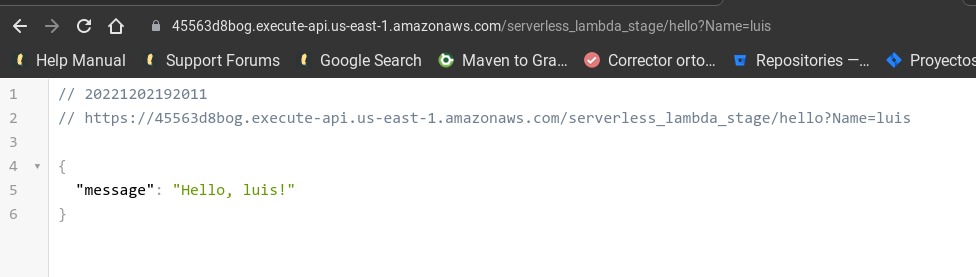 45563d8bog.execute-api.us-east-1.amazonaws.com/serverless_lambda_stage/hello?Name=luis
Help Manual Support Forums Google Search Maven to Gra... Corrector orto... Repositories —... Proyectos
1 // 20221202192011
2 // https://45563d8bog.execute-api.us-east-1.amazonaws.com/serverless_lambda_stage/hello?Name=luis
3
4 {
5 "message": "Hello, luis!"
6 }